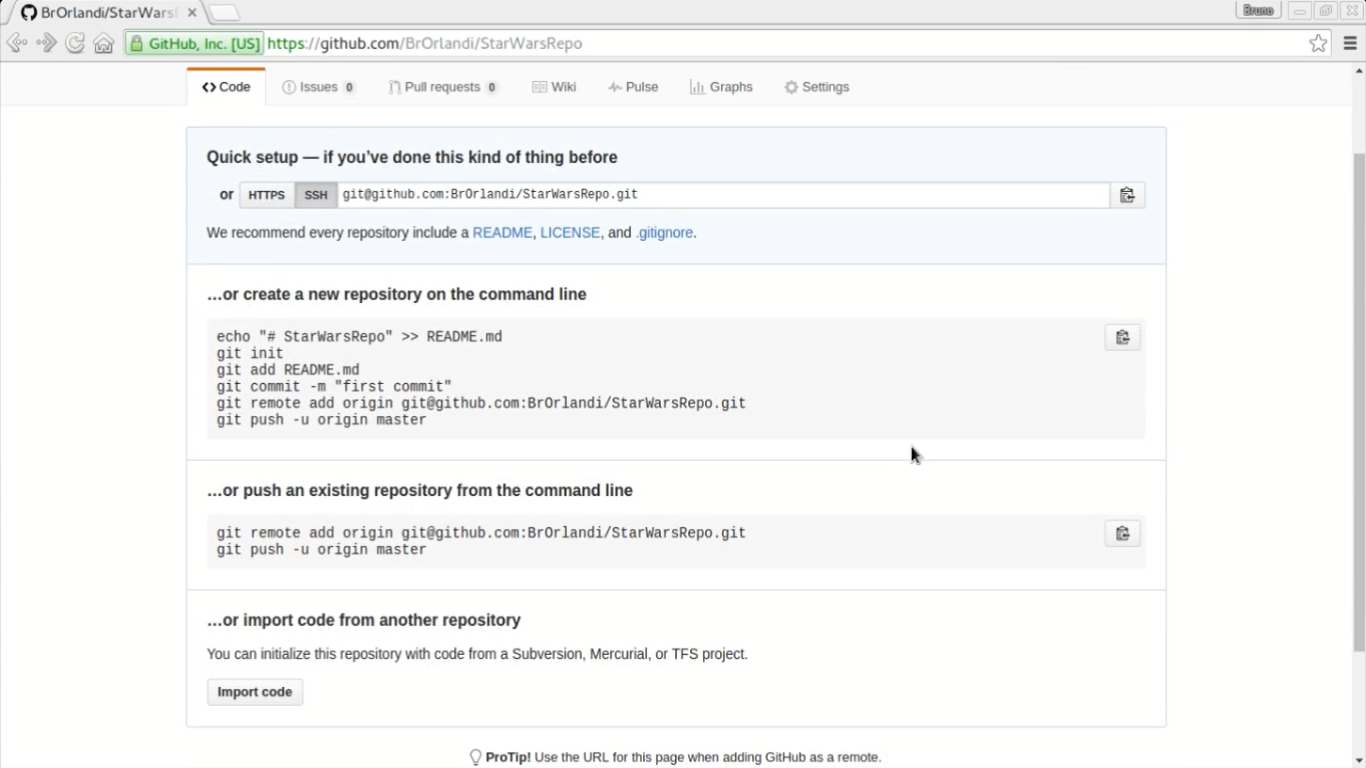 BrOrlandi/StarWars
Bruno
GitHub, Inc. [US] https://github.com/BrOrlandi/StarWarsRepo
<> Code Issues 0 Pull requests 0 Wiki Pulse Graphs Settings
Quick setup — if you've done this kind of thing before
or HTTPS SSH git@github.com:BrOrlandi/StarWarsRepo.git
We recommend every repository include a README, LICENSE, and .gitignore.
...or create a new repository on the command line
echo "# StarWarsRepo" >> README.md
git init
git add README.md
git commit -m "first commit"
git remote add origin git@github.com:BrOrlandi/StarWarsRepo.git
git push -u origin master
...or push an existing repository from the command line
git remote add origin git@github.com:BrOrlandi/StarWarsRepo.git
git push -u origin master
...or import code from another repository
You can initialize this repository with code from a Subversion, Mercurial, or TFS project.
Import code
ProTip! Use the URL for this page when adding GitHub as a remote.